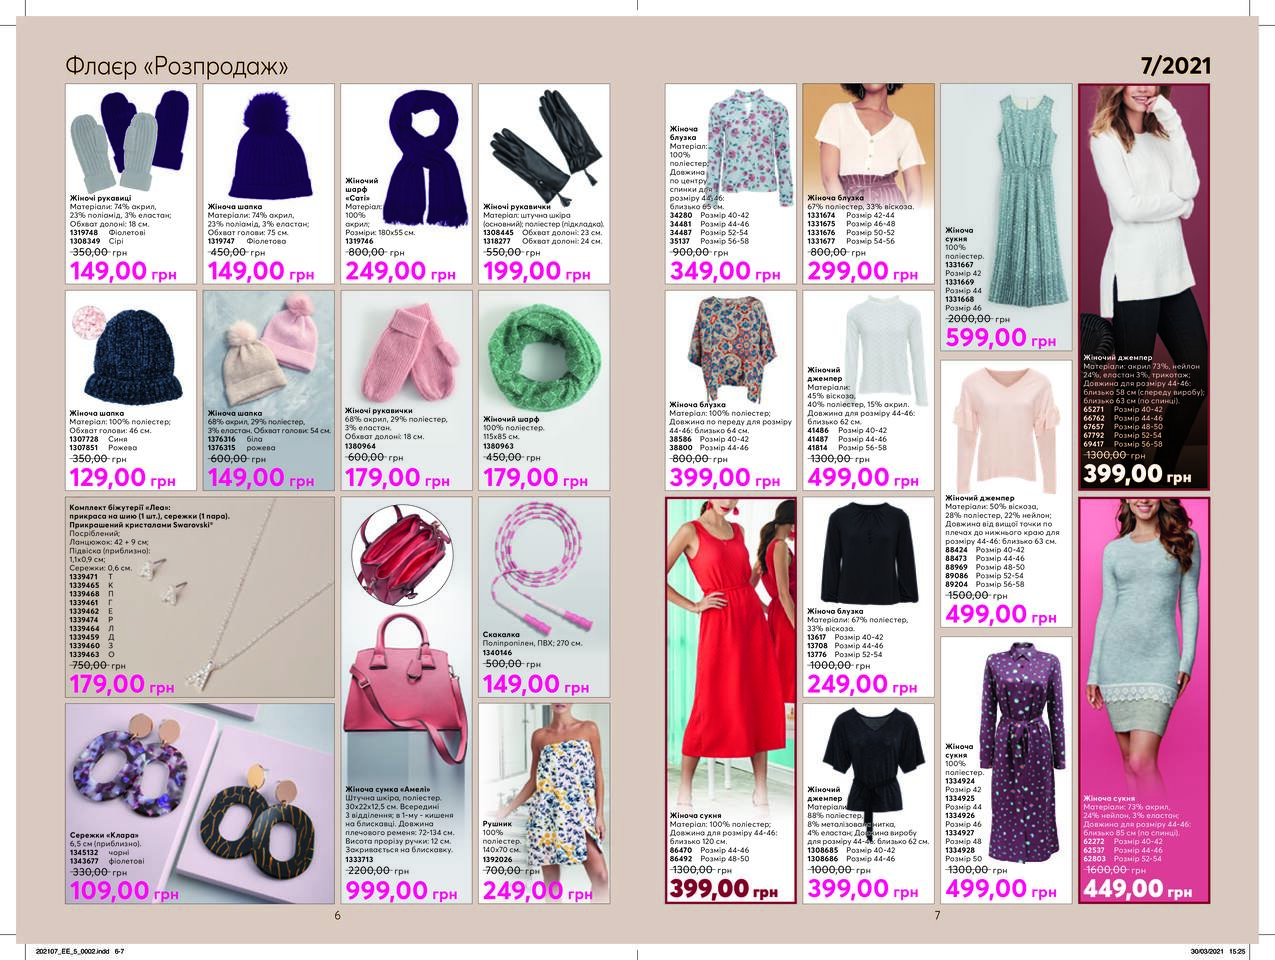 Флаєр «Розпродаж»
7/2021
Жіночі рукавиці
Матеріали: 74% акрил,
23% поліамід, 3% еластан;
Обхват долоні: 18 см.
1319748 Фіолетові
1308349 Сірі
350,00 грн
149,00 грн
Жіноча шапка
Матеріали: 74% акрил,
23% поліамід, 3% еластан;
Обхват голови: 75 см.
1319747 Фіолетова
450,00 грн
149,00 грн
Жіночий
шарф
«Саті»
Матеріал:
100%
акрил;
Розміри: 180х55 см.
1319746
800,00 грн
249,00 грн
Жіночі рукавички
Матеріал: штучна шкіра
(основний); поліестер (підкладка).
1308445 Обхват долоні: 23 см.
1318277 Обхват долоні: 24 см.
550,00 грн
199,00 грн
Жіноча шапка
Матеріал: 100% поліестер;
Обхват голови: 46 см.
1307728 Синя
1307851 Рожева
350,00 грн
129,00 грн
Жіноча шапка
68% акрил, 29% поліестер,
3% еластан. Обхват голови: 54 см.
1376316 біла
1376315 рожева
600,00 грн
149,00 грн
Жіночі рукавички
68% акрил, 29% поліестер,
3% еластан.
Обхват долоні: 18 см.
1380964
600,00 грн
179,00 грн
Жіночий шарф
100% поліестер.
115х85 см.
1380963
450,00 грн
179,00 грн
Комплект біжутерії «Леа»:
прикраса на шию (1 шт.), сережки (1 пара).
Прикрашений кристалами Swarovski®
Посріблений;
Ланцюжок: 42 + 9 см;
Підвіска (приблизно):
1,1х0,9 см;
Сережки: 0,6 см.
1339471 Т
1339465 К
1339468 П
1339461 Г
1339462 Е
1339474 Р
1339464 Л
1339459 Д
1339460 З
1339463 О
750,00 грн
179,00 грн
Скакалка
Поліпропілен, ПВХ; 270 см.
1340146
500,00 грн
149,00 грн
Сережки «Клара»
6,5 см (приблизно).
1345132 чорні
1343677 фіолетові
330,00 грн
109,00 грн
Жіноча сумка «Амелі»
Штучна шкіра, поліестер.
30х22х12,5 см. Всередині
3 відділення; в 1-му - кишеня
на блискавці. Довжина
плечового ременя: 72-134 см.
Висота прорізу ручки: 12 см.
Закривається на блискавку.
1333713
2200,00 грн
999,00 грн
Рушник
100%
поліестер.
140х70 см.
1392026
700,00 грн
249,00 грн
6
Жіноча
блузка
Матеріал:
100%
поліестер;
Довжина
по центру
спинки для
розміру 44-46:
близько 65 см.
34280 Розмір 40-42
34481 Розмір 44-46
34487 Розмір 52-54
35137 Розмір 56-58
900,00 грн
349,00 грн
Жіноча блузка
67% поліестер, 33% віскоза.
1331674 Розмір 42-44
1331675 Розмір 46-48
1331676 Розмір 50-52
1331677 Розмір 54-56
800,00 грн
299,00 грн
Жіноча
сукня
100%
поліестер.
1331667
Розмір 42
1331669
Розмір 44
1331668
Розмір 46
2000,00 грн
599,00 грн
Жіночий джемпер
Матеріали: акрил 73%, нейлон
24%, еластан 3%, трикотаж;
Довжина для розміру 44-46:
близько 58 см (спереду виробу);
близько 63 см (по спинці).
65271 Розмір 40-42
66762 Розмір 44-46
67657 Розмір 48-50
67792 Розмір 52-54
69417 Розмір 56-58
1300,00 грн
399,00 грн
Жіноча блузка
Матеріал: 100% поліестер;
Довжина по переду для розміру
44-46: близько 64 см.
38586 Розмір 40-42
38800 Розмір 44-46
800,00 грн
399,00 грн
Жіночий
джемпер
Матеріали:
45% віскоза,
40% поліестер, 15% акрил.
Довжина для розміру 44-46:
близько 62 см.
41486 Розмір 40-42
41487 Розмір 44-46
41814 Розмір 56-58
1300,00 грн
499,00 грн
Жіночий джемпер
Матеріали: 50% віскоза,
28% поліестер, 22% нейлон;
Довжина від вищої точки по
плечах до нижнього краю для
розміру 44-46: близько 63 см.
88424 Розмір 40-42
88473 Розмір 44-46
88969 Розмір 48-50
89086 Розмір 52-54
89204 Розмір 56-58
1500,00 грн
499,00 грн
Жіноча сукня
Матеріал: 100% поліестер;
Довжина для розміру 44-46:
близько 120 см.
86470 Розмір 44-46
86492 Розмір 48-50
1300,00 грн
399,00 грн
Жіноча блузка
Матеріали: 67% поліестер,
33% віскоза.
13617 Розмір 40-42
13708 Розмір 44-46
13776 Розмір 52-54
1000,00 грн
249,00 грн
Жіночий
джемпер
Матеріали:
88% поліестер,
8% металізована нитка,
4% еластан; Довжина виробу
для розміру 44-46: близько 62 см.
1308685 Розмір 40-42
1308686 Розмір 44-46
1000,00 грн
399,00 грн
Жіноча
сукня
100%
поліестер.
1334924
Розмір 42
1334925
Розмір 44
1334926
Розмір 46
1334927
Розмір 48
1334928
Розмір 50
1300,00 грн
499,00 грн
Жіноча сукня
Матеріали: 73% акрил,
24% нейлон, 3% еластан;
Довжина для розміру 44-46:
близько 85 см (по спинці).
62272 Розмір 40-42
62537 Розмір 44-46
62803 Розмір 52-54
1600,00 грн
449,00 грн
7
202107_EE_5_0002.indd 6-7
30/03/2021 15:25